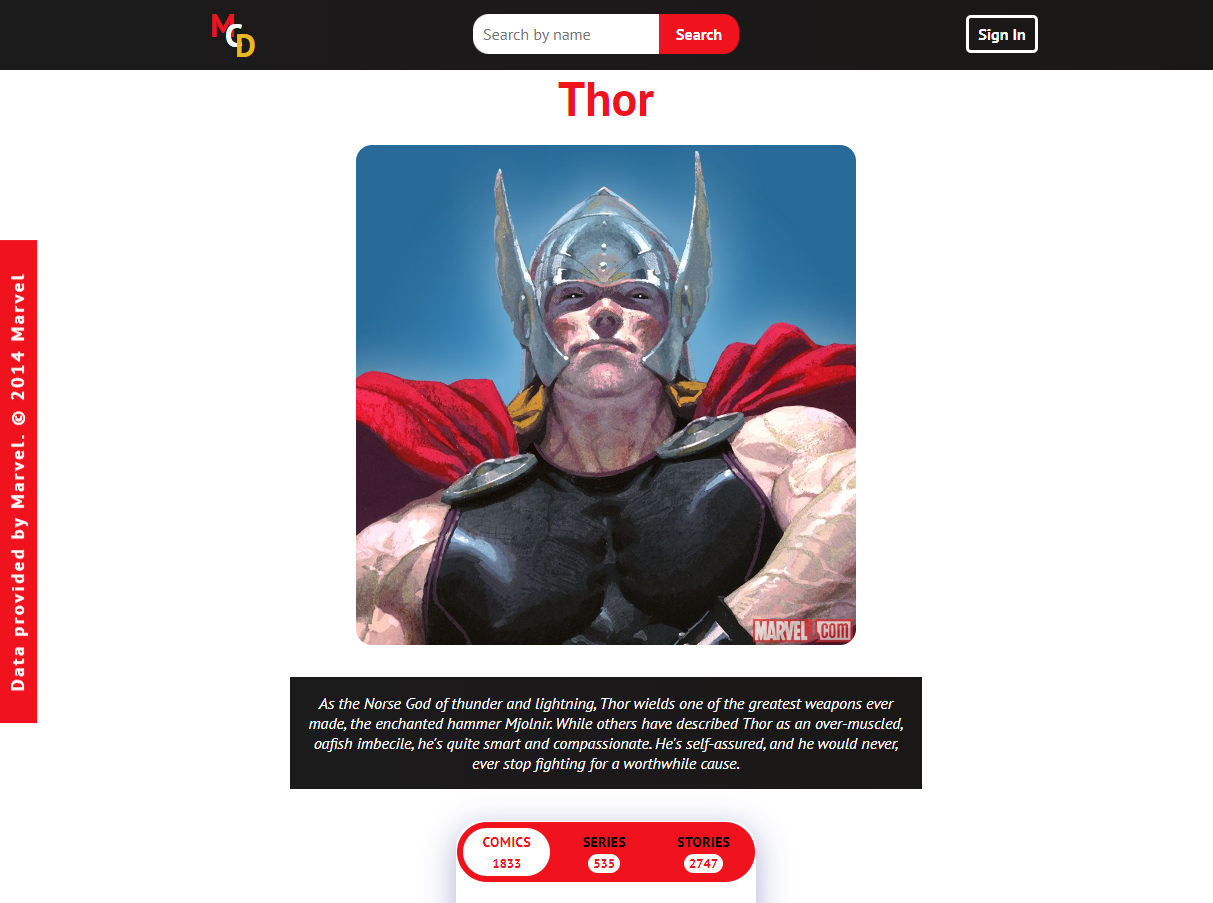 MCD
Search by name
Search
Sign In
Thor
Data provided by Marvel. © 2014 Marvel
MARVEL.com
As the Norse God of thunder and lightning, Thor wields one of the greatest weapons ever
made, the enchanted hammer Mjolnir. While others have described Thor as an over-muscled,
oafish imbecile, he's quite smart and compassionate. He's self-assured, and he would never,
ever stop fighting for a worthwhile cause.
COMICS SERIES STORIES
1833 535 2747